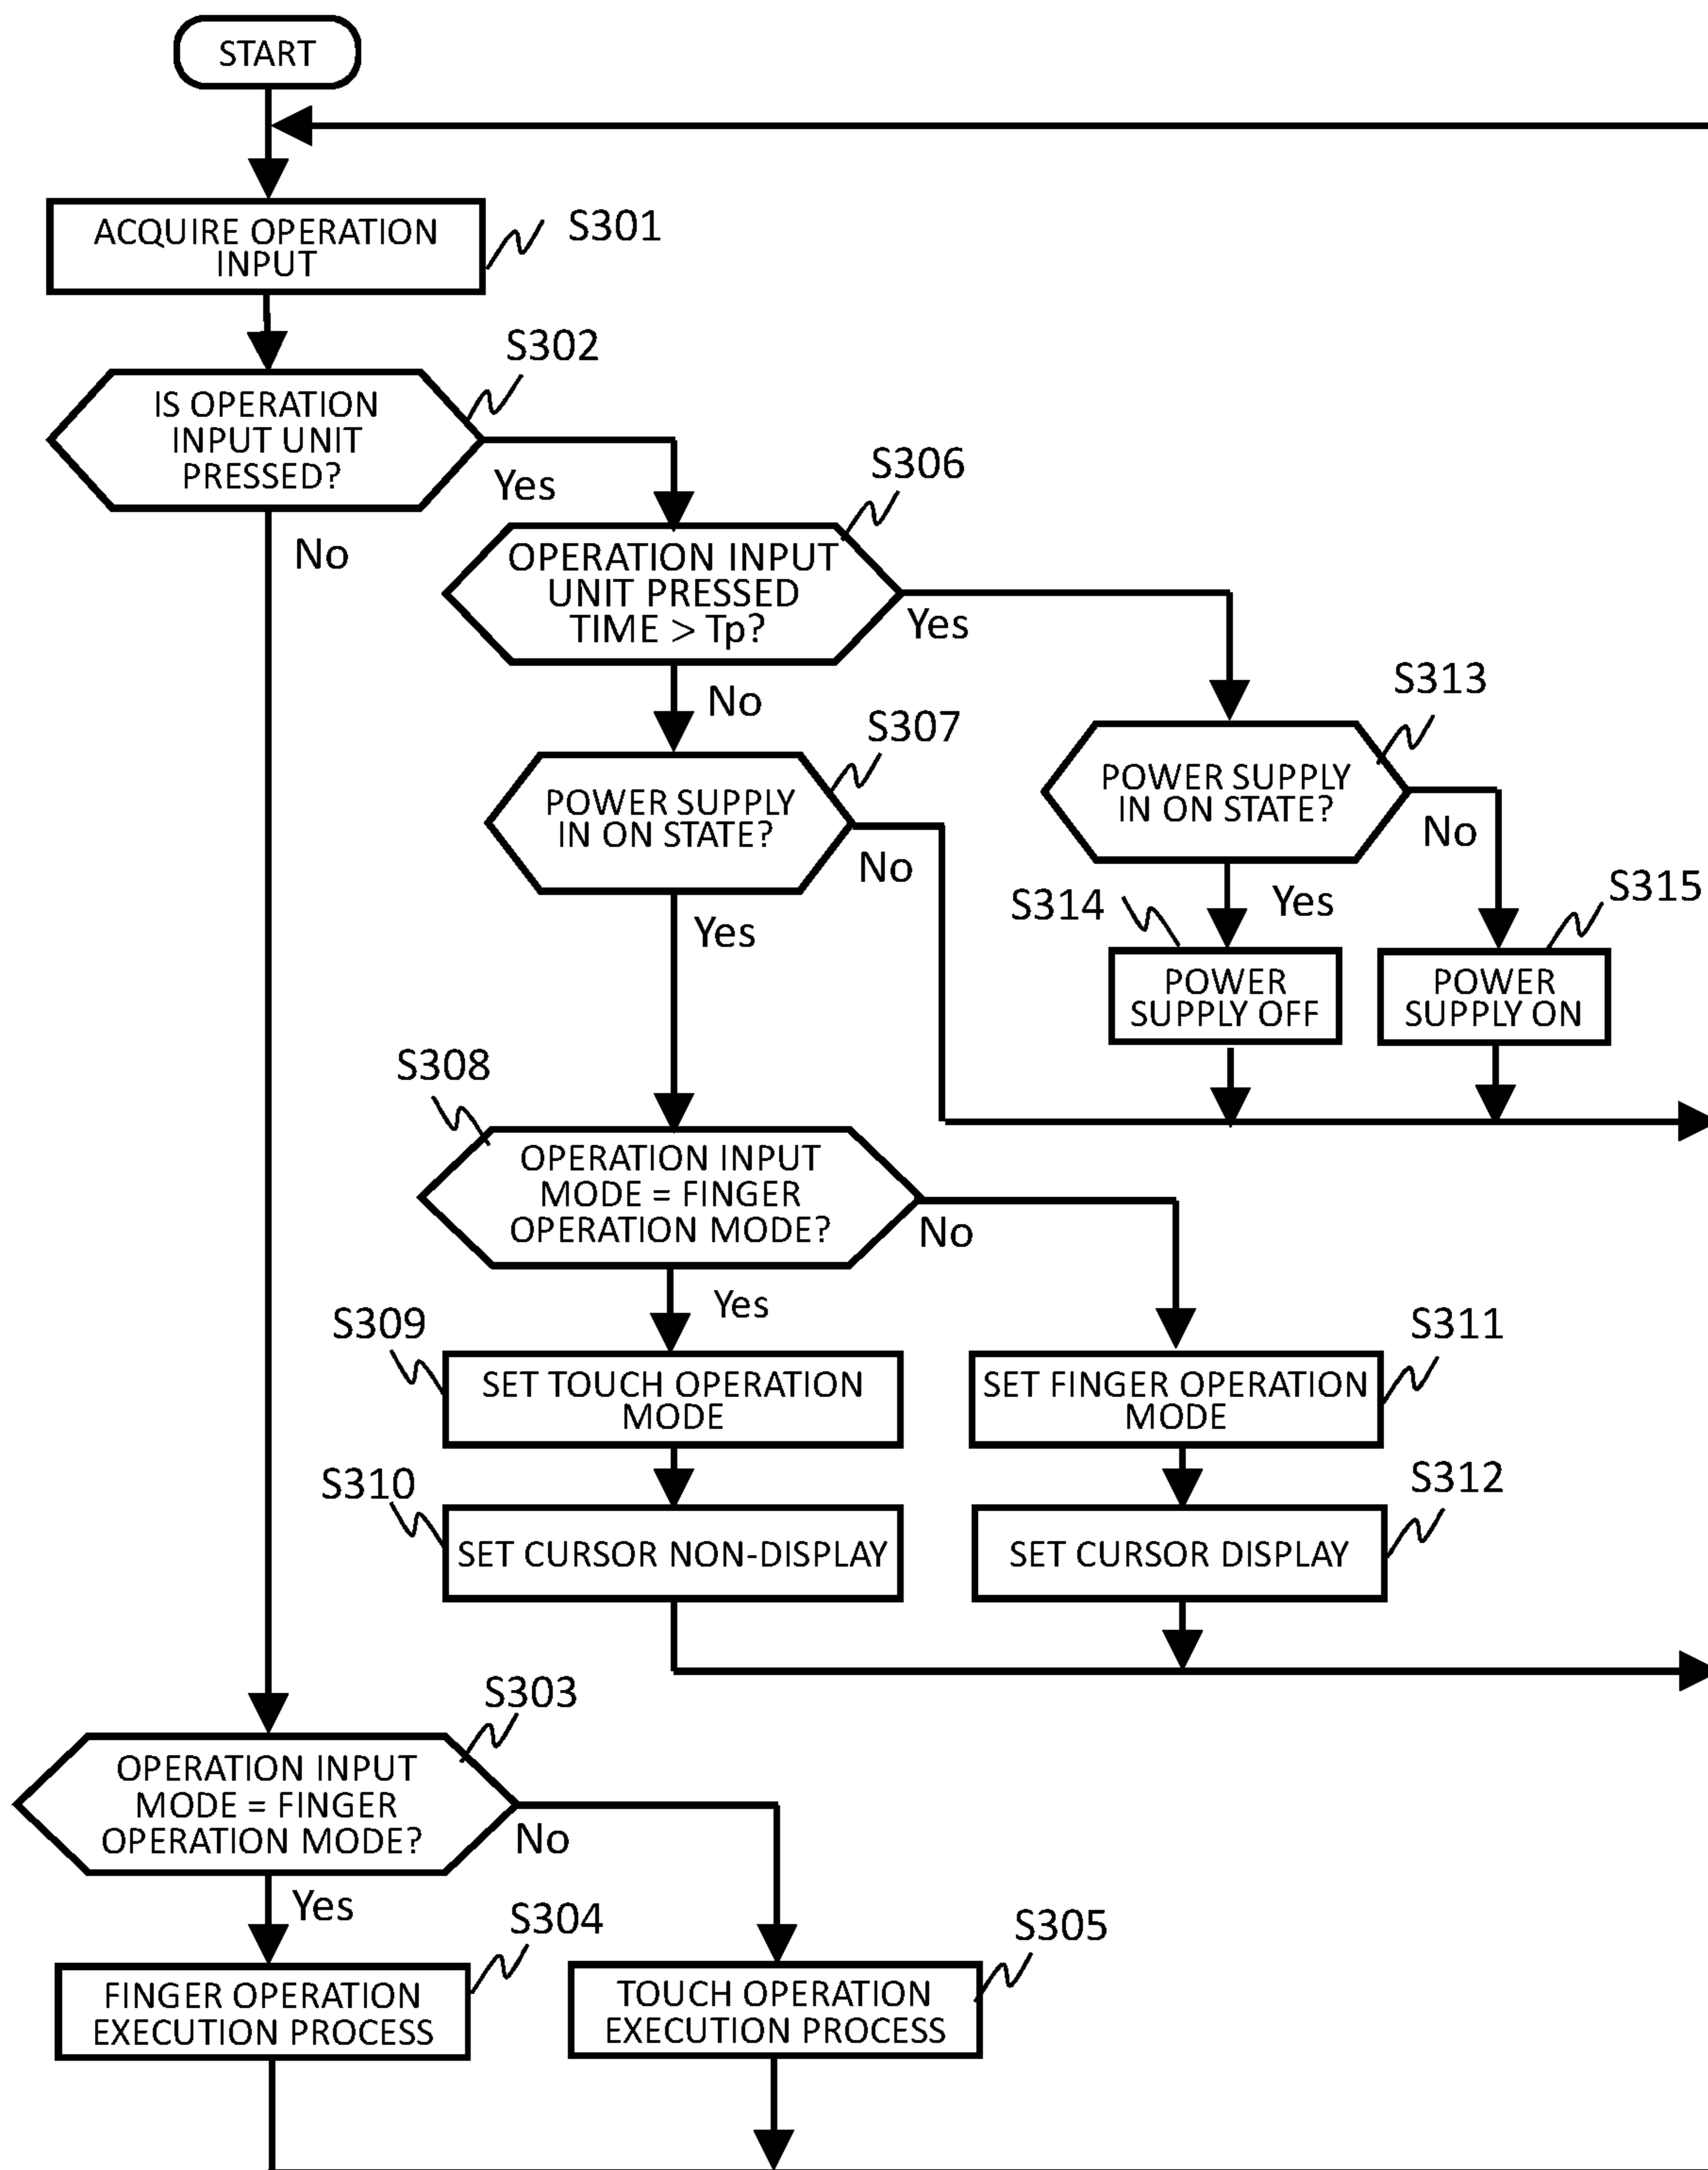 START
ACQUIRE OPERATION
INPUT
S301
S302
IS OPERATION
INPUT UNIT
PRESSED?
Yes
No
S306
OPERATION INPUT
UNIT PRESSED
TIME > Tp?
Yes
No
S307
POWER SUPPLY
IN ON STATE?
No
Yes
S313
POWER SUPPLY
IN ON STATE?
No
Yes
S314
POWER
SUPPLY OFF
S315
POWER
SUPPLY ON
S308
OPERATION INPUT
MODE = FINGER
OPERATION MODE?
No
Yes
S309
SET TOUCH OPERATION
MODE
S311
SET FINGER OPERATION
MODE
S310
SET CURSOR NON-DISPLAY
S312
SET CURSOR DISPLAY
S303
OPERATION INPUT
MODE = FINGER
OPERATION MODE?
No
Yes
S304
FINGER OPERATION
EXECUTION PROCESS
S305
TOUCH OPERATION
EXECUTION PROCESS